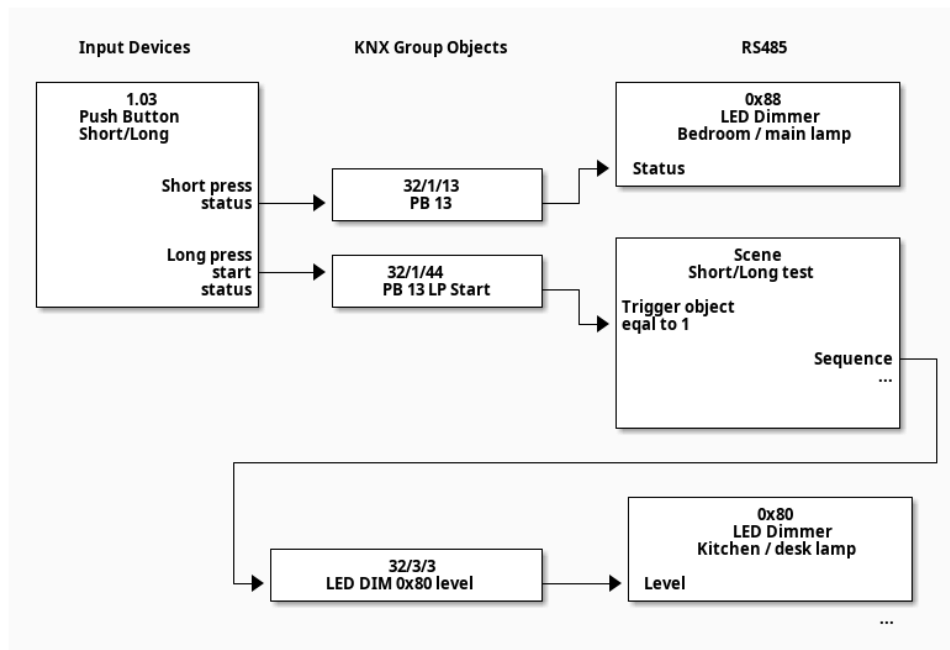 Input Devices
KNX Group Objects
RS485
1.03
Push Button
Short/Long
Short press
status
Long press
start
status
32/1/13
PB 13
32/1/44
PB 13 LP Start
0x88
LED Dimmer
Bedroom / main lamp
Status
Scene
Short/Long test
Trigger object
eqal to 1
Sequence
...
32/3/3
LED DIM 0x80 level
0x80
LED Dimmer
Kitchen / desk lamp
Level
...